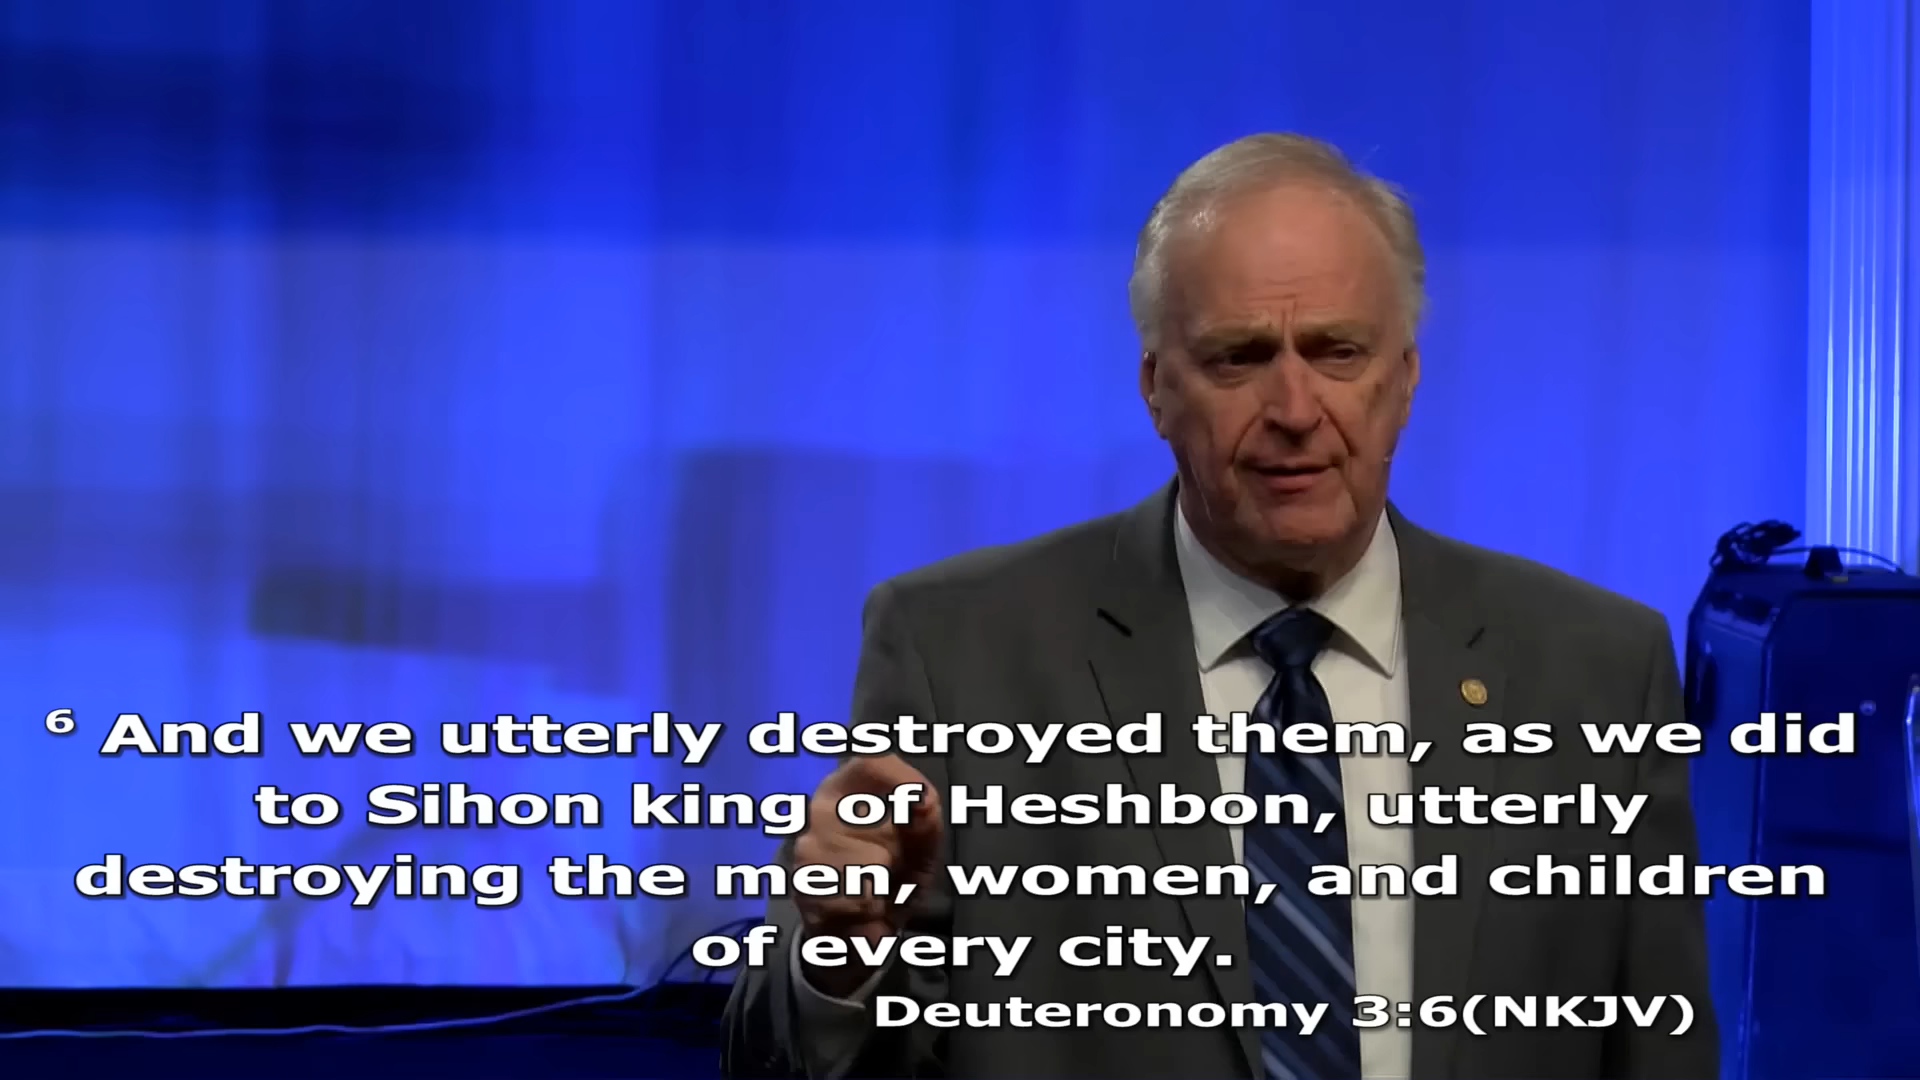 6 And we utterly destroyed them, as we did
to Sihon king of Heshbon, utterly
destroying the men, women, and children
of every city.
Deuteronomy 3:6(NKJV)